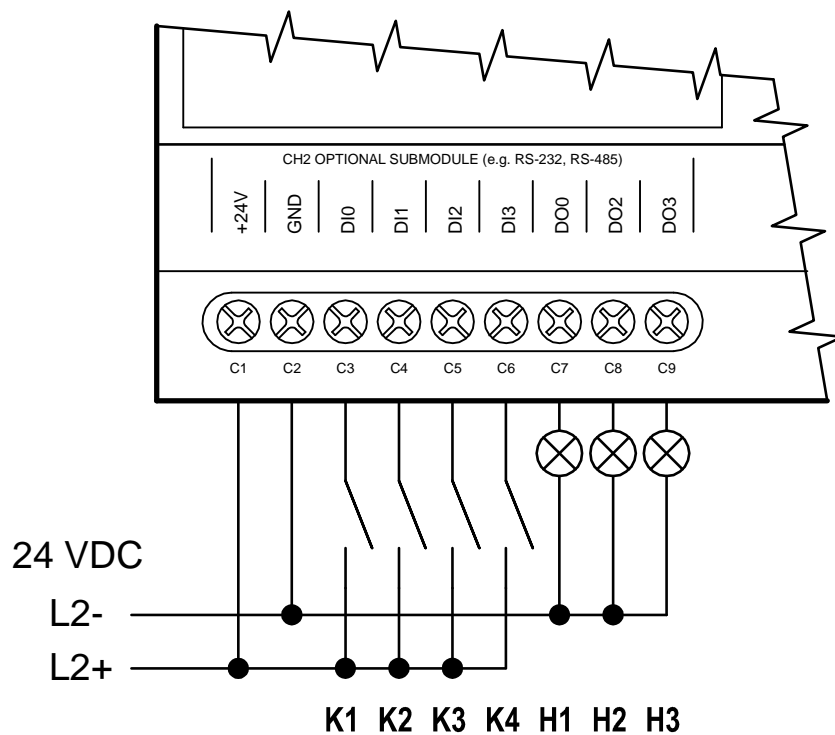 CH2 OPTIONAL SUBMODULE (e.g. RS-232, RS-485)
+24V GND DI0 DI1 DI2 DI3 DO0 DO2 DO3
C1 C2 C3 C4 C5 C6 C7 C8 C9
24 VDC
L2-
L2+
K1 K2 K3 K4 H1 H2 H3